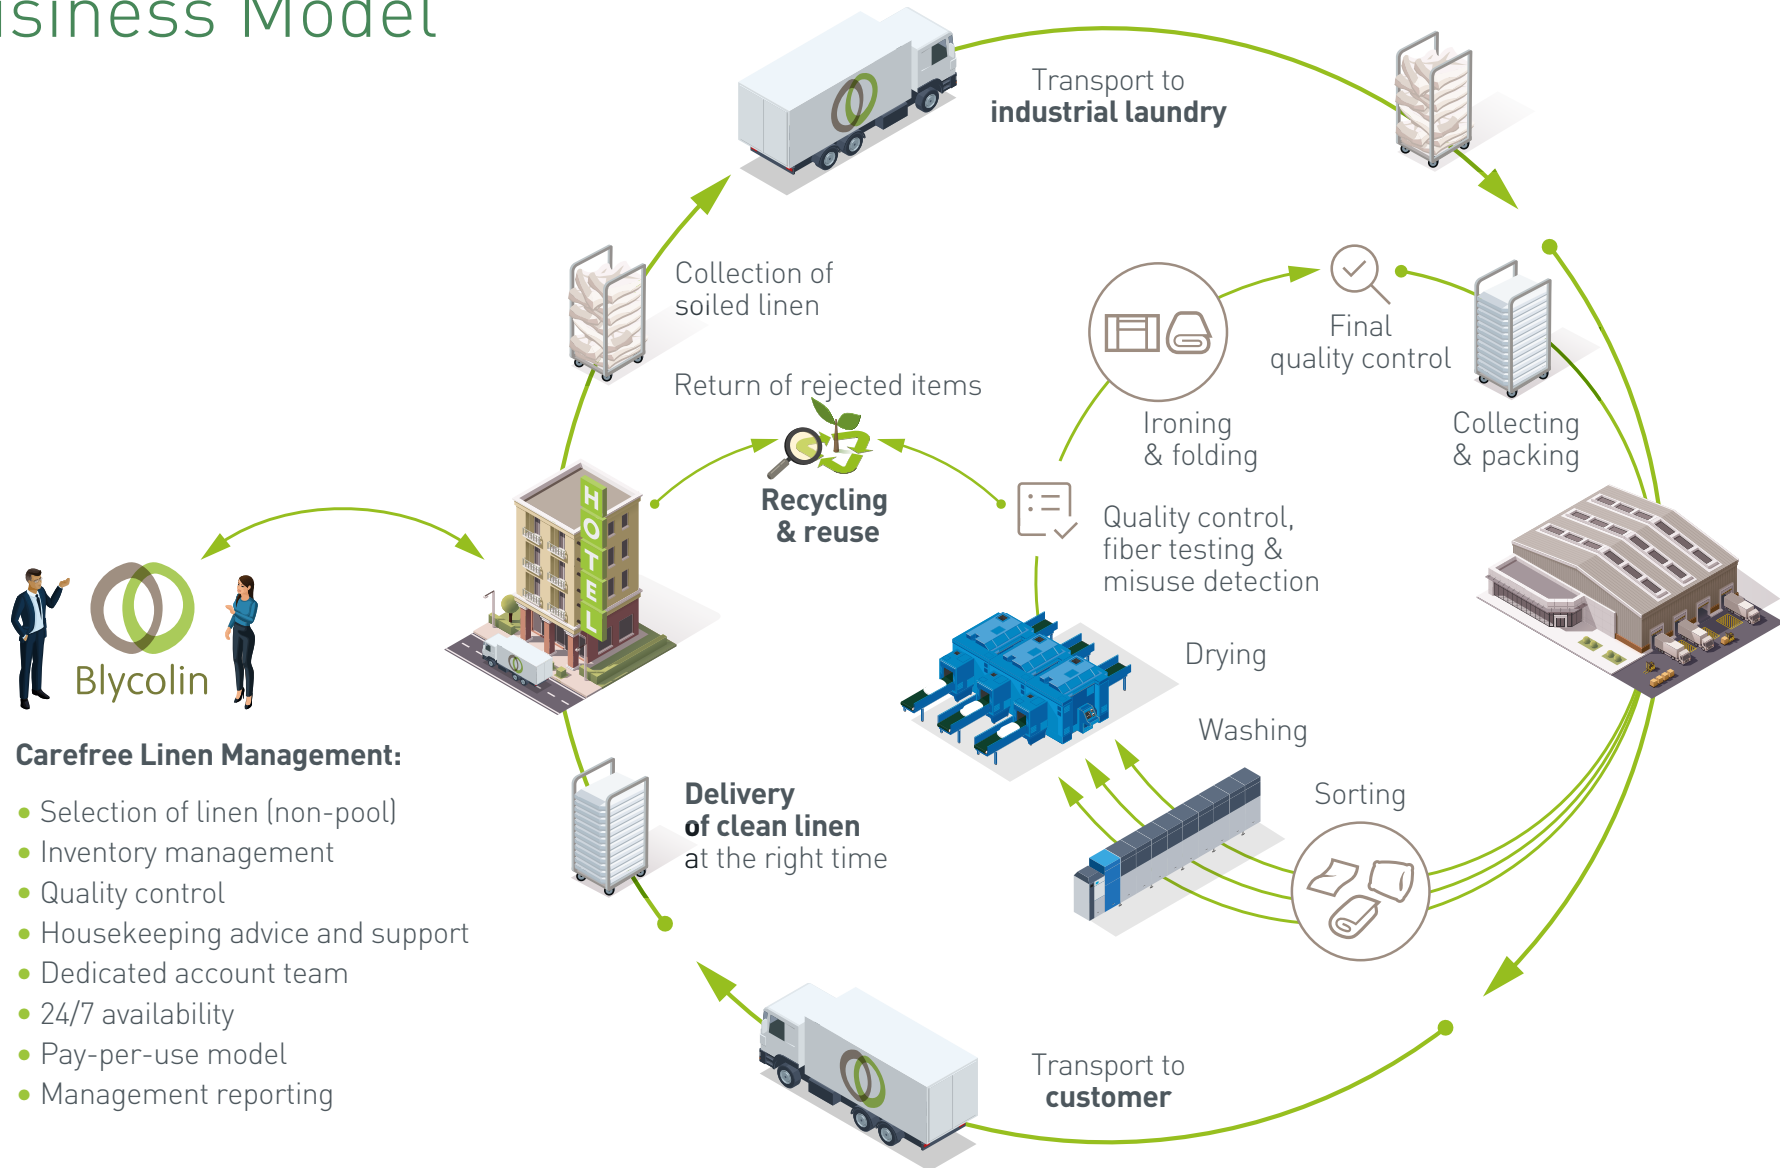 siness Model
Transport to
industrial laundry
Collection of
soiled linen
Return of rejected items
Recycling
& reuse
Ironing
& folding
Final
quality control
Collecting
& packing
Quality control,
fiber testing &
misuse detection
Drying
Washing
Sorting
HOTEL
Blycolin
Carefree Linen Management:
• Selection of linen (non-pool)
• Inventory management
• Quality control
• Housekeeping advice and support
• Dedicated account team
• 24/7 availability
• Pay-per-use model
• Management reporting
Delivery
of clean linen
at the right time
Transport to
customer